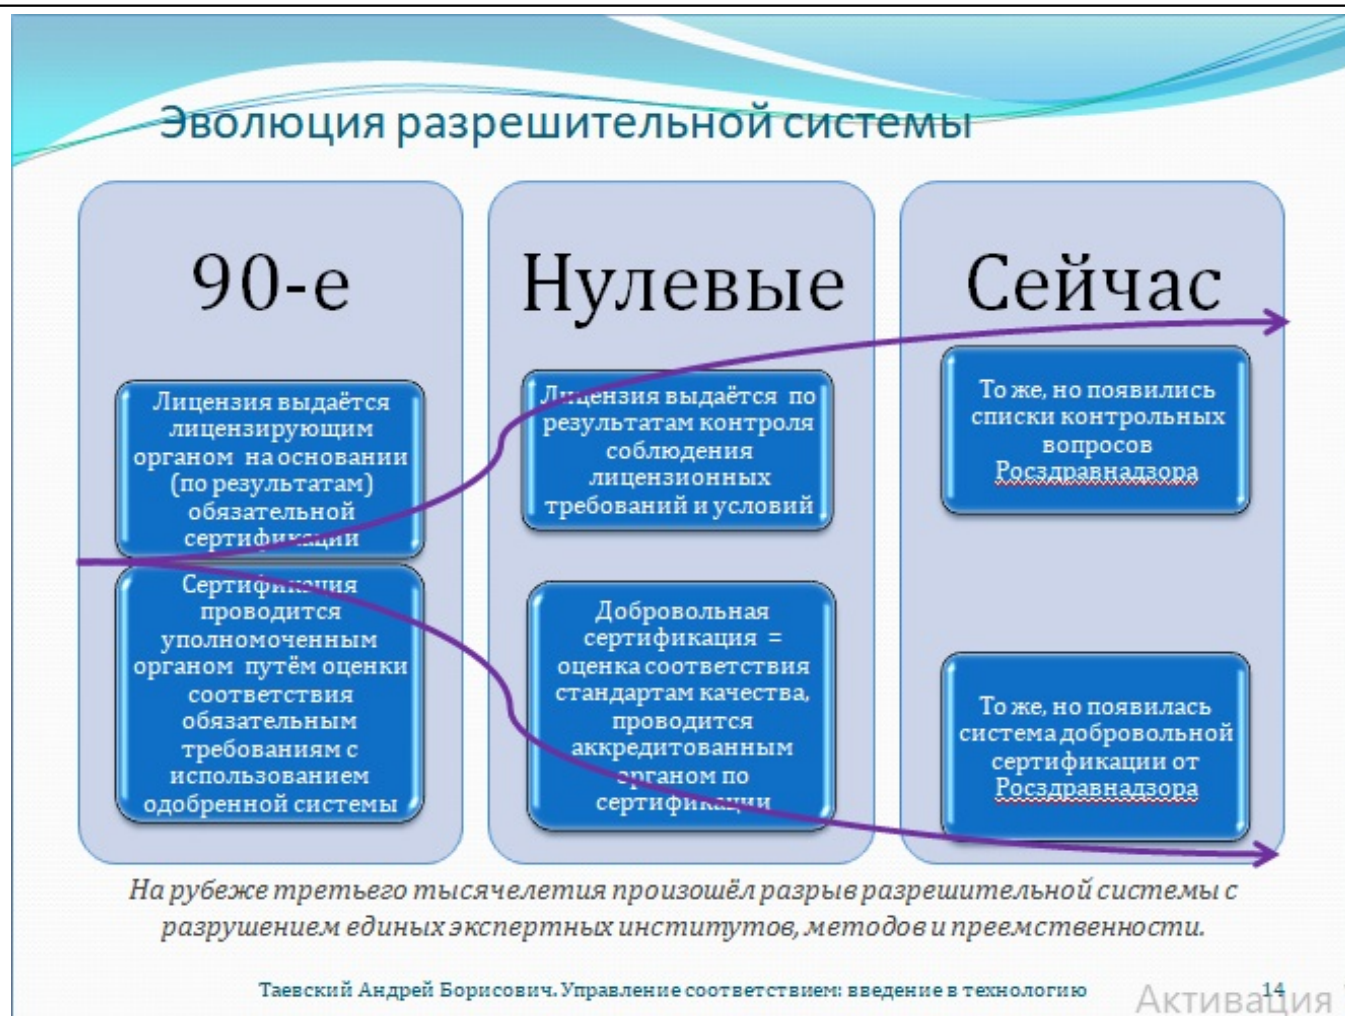 Эволюция разрешительной системы
90-е
Лицензия выдаётся
лицензирующим
органом на основании
(по результатам)
обязательной
сертификации
Сертификация
проводится
уполномоченным
органом путём оценки
соответствия
обязательным
требованиям с
использованием
одобренной системы
Нулевые
Лицензия выдаётся по
результатам контроля
соблюдения
лицензионных
требований и условий
Добровольная
сертификация =
оценка соответствия
стандартам качества,
проводится
аккредитованным
органом по
сертификации
Сейчас
То же, но появились
списки контрольных
вопросов
Росздравнадзора
То же, но появилась
система добровольной
сертификации от
Росздравнадзора
На рубеже третьего тысячелетия произошёл разрыв разрешительной системы с
разрушением единых экспертных институтов, методов и преемственности.
Таевский Андрей Борисович. Управление соответствием: введение в технологию
14
Активация